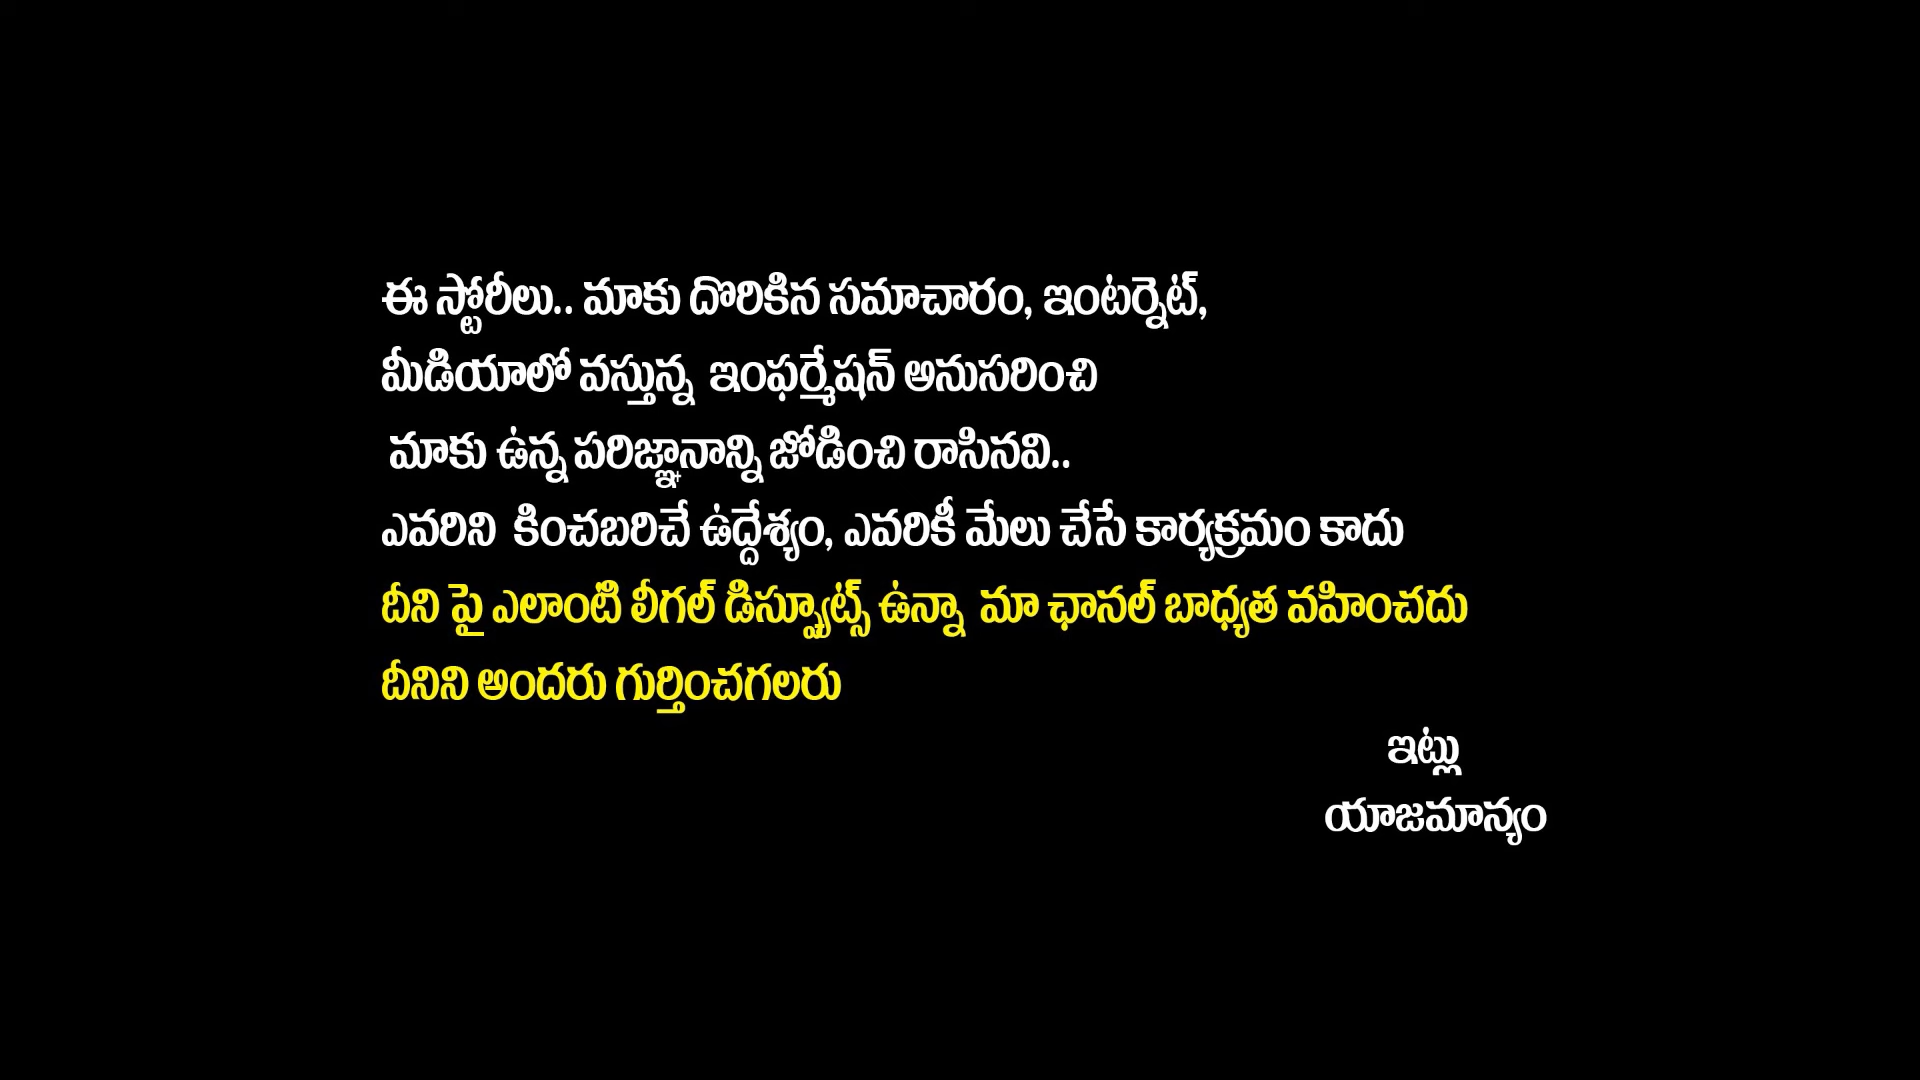 ఈ స్టోరీలు.. మాకు దొరికిన సమాచారం, ఇంటర్నెట్,
మీడియాలో వస్తున్న ఇంఫర్మేషన్ అనుసరించి
మాకు ఉన్న పరిజ్ఞానాన్ని జోడించి రాసినవి..
ఎవరిని కించబరిచే ఉద్దేశ్యం, ఎవరికీ మేలు చేసే కార్యక్రమం కాదు
దీని పై ఎలాంటి లీగల్ డిస్ప్యూట్స్ ఉన్నా మా ఛానల్ బాధ్యత వహించదు
దీనిని అందరు గుర్తించగలరు
ఇట్లు
యాజమాన్యం